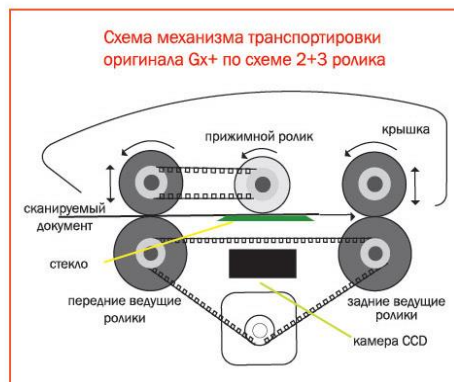 Схема механизма транспортировки
оригинала Gx+ по схеме 2+3 ролика
прижимной ролик
крышка
сканируемый
документ
стекло
передние ведущие
ролики
задние ведущие
ролики
камера CCD